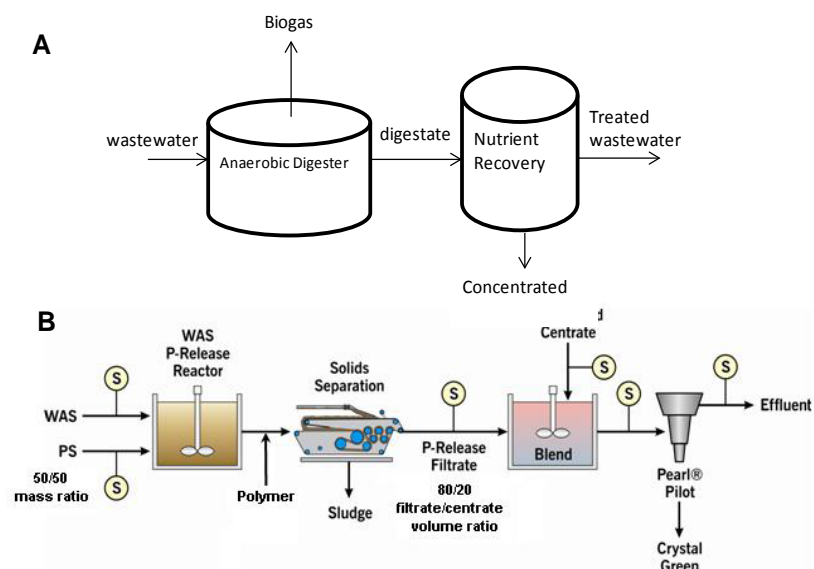 A
Biogas
wastewater
Anaerobic Digester
digestate
Nutrient
Recovery
Treated
wastewater
Concentrated
B
WAS
P-Release
Reactor
S
WAS
PS
S
50/50
mass ratio
Polymer
Solids
Separation
Sludge
S
P-Release
Filtrate
80/20
filtrate/centrate
volume ratio
Centrate
S
Blend
S
S
Effluent
Pearl®
Pilot
Crystal
Green